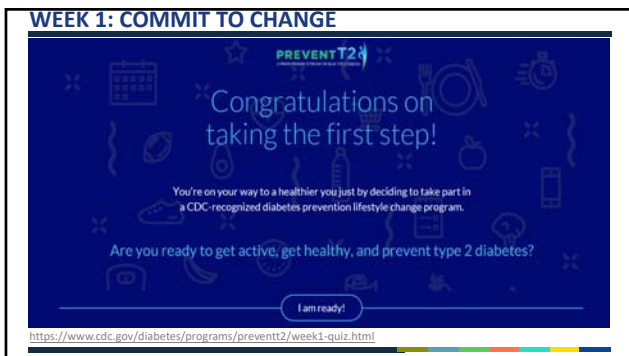 WEEK 1: COMMIT TO CHANGE
PREVENTT2
Congratulations on
taking the first step!
You're on your way to a healthier you just by deciding to take part in
a CDC-recognized diabetes prevention lifestyle change program.
Are you ready to get active, get healthy, and prevent type 2 diabetes?
I am ready!
https://www.cdc.gov/diabetes/programs/preventt2/week1-quiz.html